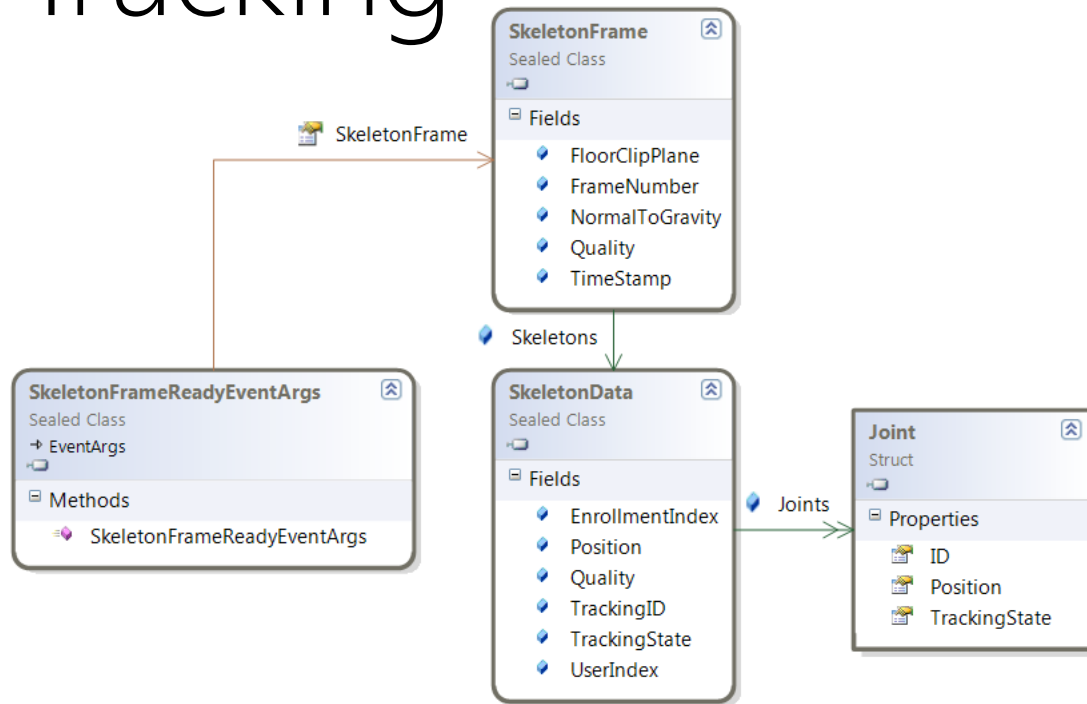 Tracking
SkeletonFrame
Sealed Class
Fields
FloorClipPlane
FrameNumber
NormalToGravity
Quality
TimeStamp
SkeletonFrame
Skeletons
SkeletonFrameReadyEventArgs
Sealed Class
EventArgs
Methods
SkeletonFrameReadyEventArgs
SkeletonData
Sealed Class
Fields
EnrollmentIndex
Position
Quality
TrackingID
TrackingState
UserIndex
Joints
Joint
Struct
Properties
ID
Position
TrackingState